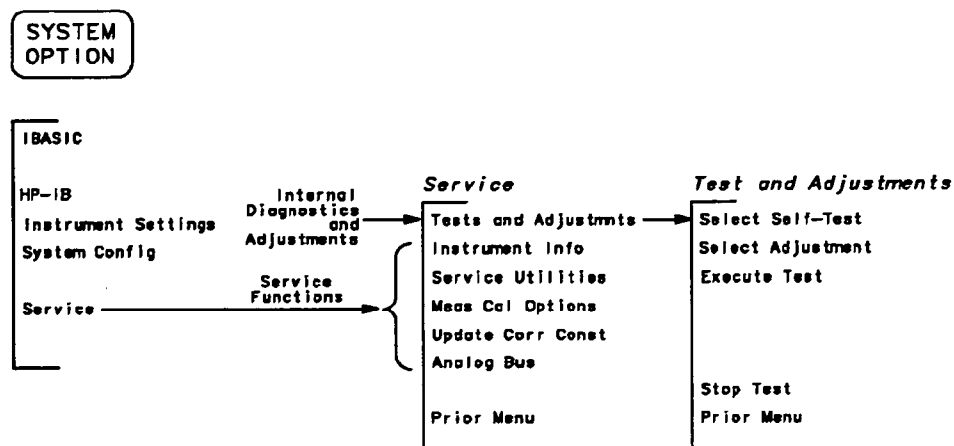 SYSTEM
OPTION
IBASIC
HP-IB
Instrument Settings
System Config
Service
Internal
Diagnostics
and
Adjustments
Service
Functions
Service
Tests and Adjustmnts
Instrument Info
Service Utilities
Meas Cal Options
Update Corr Const
Analog Bus
Prior Menu
Test and Adjustments
Select Self-Test
Select Adjustment
Execute Test
Stop Test
Prior Menu